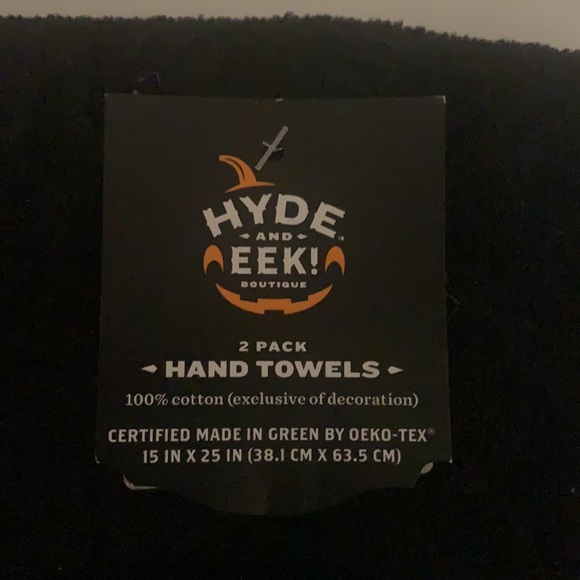 HYDE
AND
EEK!
BOUTIQUE
2 PACK
HAND TOWELS
100% cotton (exclusive of decoration)
CERTIFIED MADE IN GREEN BY OEKO-TEX®
15 IN X 25 IN (38.1 CM X 63.5 CM)